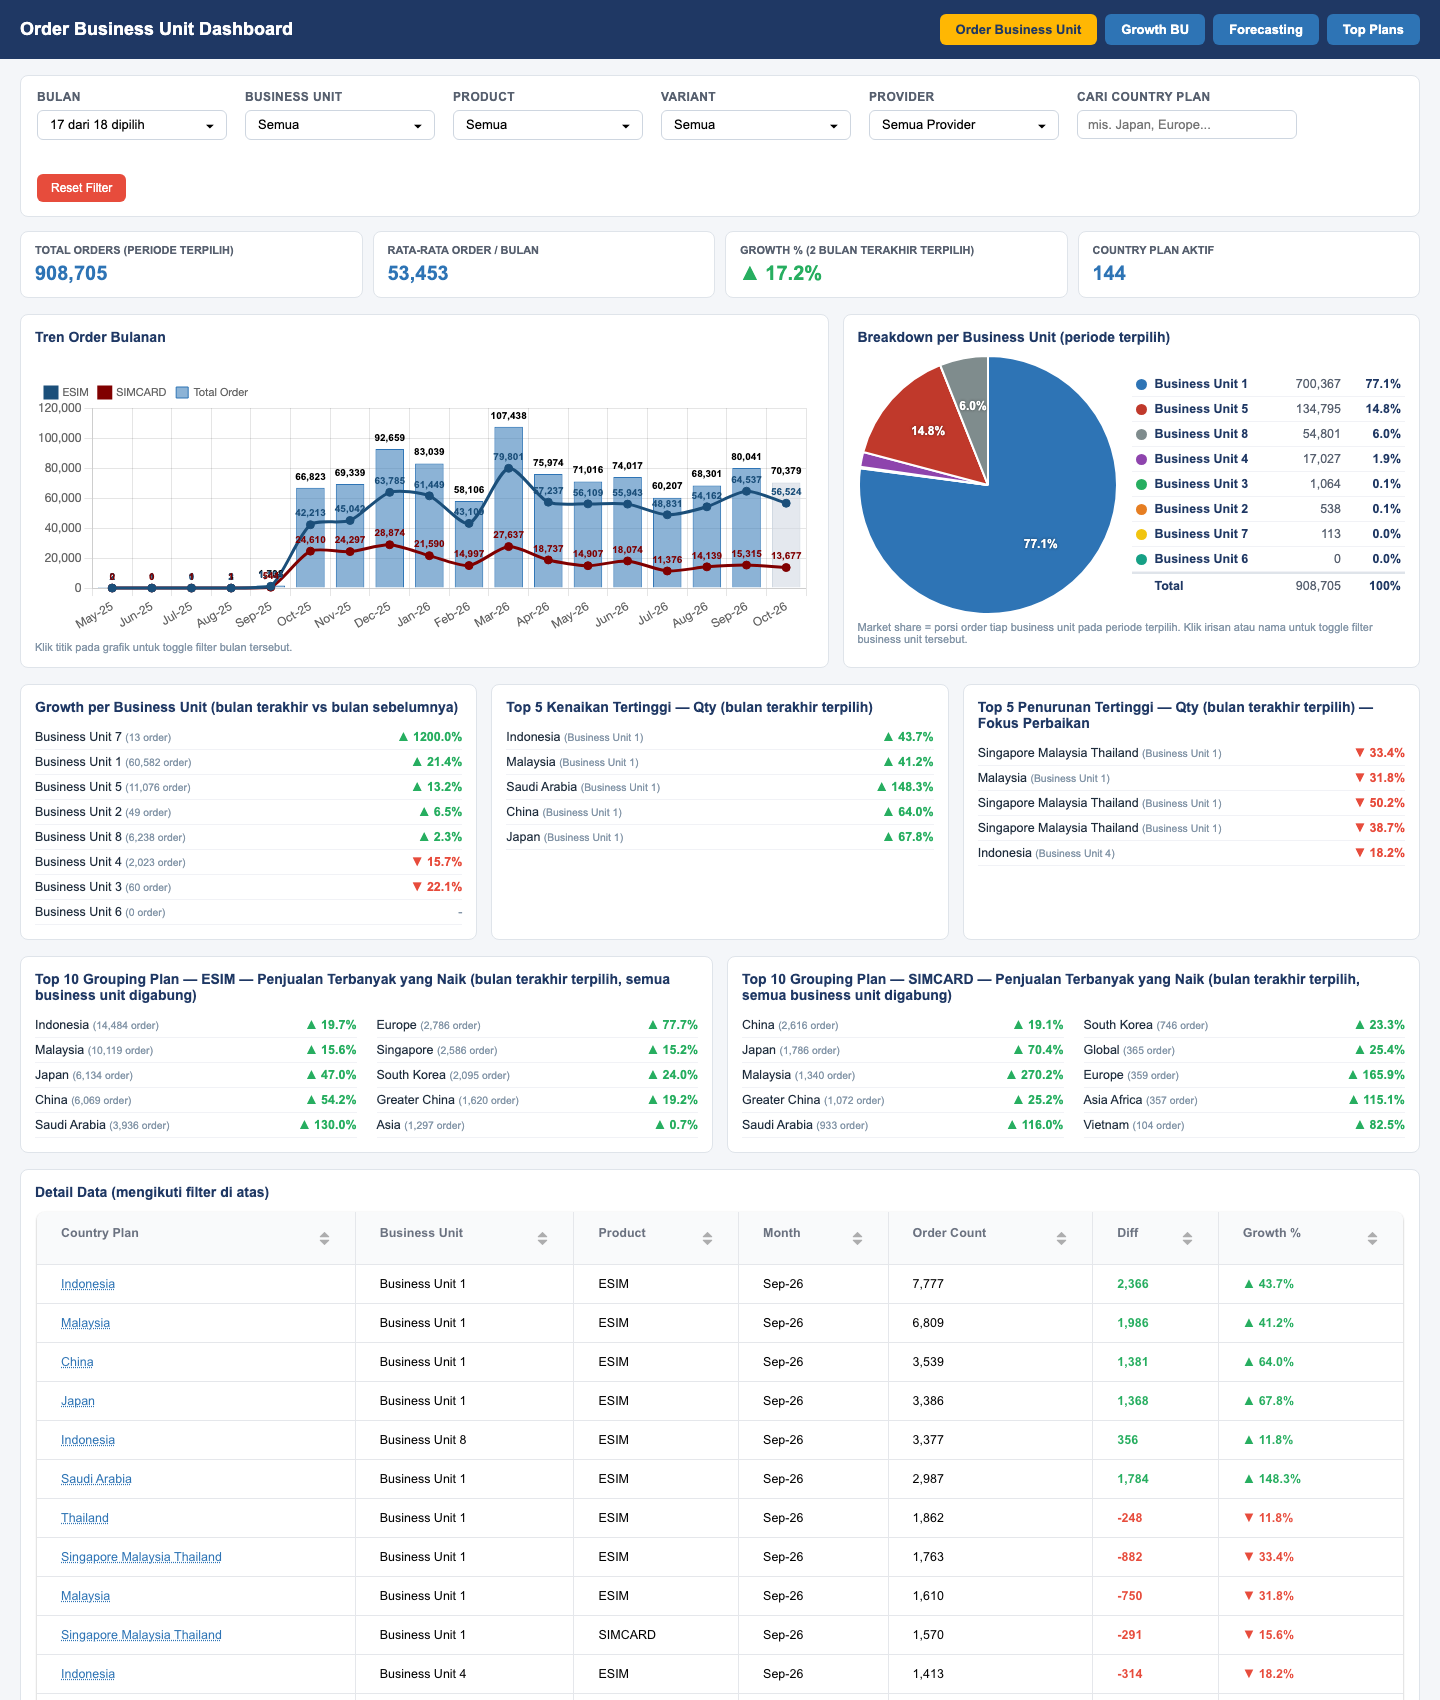 Order Business Unit Dashboard
Order Business Unit
Growth BU
Forecasting
Top Plans
BULAN
BUSINESS UNIT
PRODUCT
VARIANT
PROVIDER
CARI COUNTRY PLAN
17 dari 18 dipilih
Semua
Semua
Semua
Semua Provider
mis. Japan, Europe...
Reset Filter
TOTAL ORDERS (PERIODE TERPILIH)
908,705
RATA-RATA ORDER / BULAN
53,453
GROWTH % (2 BULAN TERAKHIR TERPILIH)
▲ 17.2%
COUNTRY PLAN AKTIF
144
Tren Order Bulanan
ESIM SIMCARD Total Order
120,000
100,000
80,000
60,000
40,000
20,000
0
66,823 69,339 92,659 83,039 58,106 107,438 75,974 71,016 74,017 60,207 68,301 80,041 70,379
42,213 45,042 63,785 61,449 43,109 79,801 57,237 56,109 55,943 48,831 54,162 64,537 56,524
24,610 24,297 28,874 21,590 14,997 27,637 18,737 14,907 18,074 11,376 14,139 15,315 13,677
May-25 Jun-25 Jul-25 Aug-25 Sep-25 Oct-25 Nov-25 Dec-25 Jan-26 Feb-26 Mar-26 Apr-26 May-26 Jun-26 Jul-26 Aug-26 Sep-26 Oct-26
Klik titik pada grafik untuk toggle filter bulan tersebut.
Breakdown per Business Unit (periode terpilih)
6.0%
14.8%
77.1%
Business Unit 1 700,367 77.1%
Business Unit 5 134,795 14.8%
Business Unit 8 54,801 6.0%
Business Unit 4 17,027 1.9%
Business Unit 3 1,064 0.1%
Business Unit 2 538 0.1%
Business Unit 7 113 0.0%
Business Unit 6 0 0.0%
Total 908,705 100%
Market share = porsi order tiap business unit pada periode terpilih. Klik irisan atau nama untuk toggle filter
business unit tersebut.
Growth per Business Unit (bulan terakhir vs bulan sebelumnya)
Business Unit 7 (13 order) ▲ 1200.0%
Business Unit 1 (60,582 order) ▲ 21.4%
Business Unit 5 (11,076 order) ▲ 13.2%
Business Unit 2 (49 order) ▲ 6.5%
Business Unit 8 (6,238 order) ▲ 2.3%
Business Unit 4 (2,023 order) ▼ 15.7%
Business Unit 3 (60 order) ▼ 22.1%
Business Unit 6 (0 order) -
Top 5 Kenaikan Tertinggi — Qty (bulan terakhir terpilih)
Indonesia (Business Unit 1) ▲ 43.7%
Malaysia (Business Unit 1) ▲ 41.2%
Saudi Arabia (Business Unit 1) ▲ 148.3%
China (Business Unit 1) ▲ 64.0%
Japan (Business Unit 1) ▲ 67.8%
Top 5 Penurunan Tertinggi — Qty (bulan terakhir terpilih) —
Fokus Perbaikan
Singapore Malaysia Thailand (Business Unit 1) ▼ 33.4%
Malaysia (Business Unit 1) ▼ 31.8%
Singapore Malaysia Thailand (Business Unit 1) ▼ 50.2%
Singapore Malaysia Thailand (Business Unit 1) ▼ 38.7%
Indonesia (Business Unit 4) ▼ 18.2%
Top 10 Grouping Plan — ESIM — Penjualan Terbanyak yang Naik (bulan terakhir terpilih, semua
business unit digabung)
Indonesia (14,484 order) ▲ 19.7%
Malaysia (10,119 order) ▲ 15.6%
Japan (6,134 order) ▲ 47.0%
China (6,069 order) ▲ 54.2%
Saudi Arabia (3,936 order) ▲ 130.0%
Europe (2,786 order) ▲ 77.7%
Singapore (2,586 order) ▲ 15.2%
South Korea (2,095 order) ▲ 24.0%
Greater China (1,620 order) ▲ 19.2%
Asia (1,297 order) ▲ 0.7%
Top 10 Grouping Plan — SIMCARD — Penjualan Terbanyak yang Naik (bulan terakhir terpilih,
semua business unit digabung)
China (2,616 order) ▲ 19.1%
Japan (1,786 order) ▲ 70.4%
Malaysia (1,340 order) ▲ 270.2%
Greater China (1,072 order) ▲ 25.2%
Saudi Arabia (933 order) ▲ 116.0%
South Korea (746 order) ▲ 23.3%
Global (365 order) ▲ 25.4%
Europe (359 order) ▲ 165.9%
Asia Africa (357 order) ▲ 115.1%
Vietnam (104 order) ▲ 82.5%
Detail Data (mengikuti filter di atas)
Country Plan Business Unit Product Month Order Count Diff Growth %
Indonesia Business Unit 1 ESIM Sep-26 7,777 2,366 ▲ 43.7%
Malaysia Business Unit 1 ESIM Sep-26 6,809 1,986 ▲ 41.2%
China Business Unit 1 ESIM Sep-26 3,539 1,381 ▲ 64.0%
Japan Business Unit 1 ESIM Sep-26 3,386 1,368 ▲ 67.8%
Indonesia Business Unit 8 ESIM Sep-26 3,377 356 ▲ 11.8%
Saudi Arabia Business Unit 1 ESIM Sep-26 2,987 1,784 ▲ 148.3%
Thailand Business Unit 1 ESIM Sep-26 1,862 -248 ▼ 11.8%
Singapore Malaysia Thailand Business Unit 1 ESIM Sep-26 1,763 -882 ▼ 33.4%
Malaysia Business Unit 1 ESIM Sep-26 1,610 -750 ▼ 31.8%
Singapore Malaysia Thailand Business Unit 1 SIMCARD Sep-26 1,570 -291 ▼ 15.6%
Indonesia Business Unit 4 ESIM Sep-26 1,413 -314 ▼ 18.2%